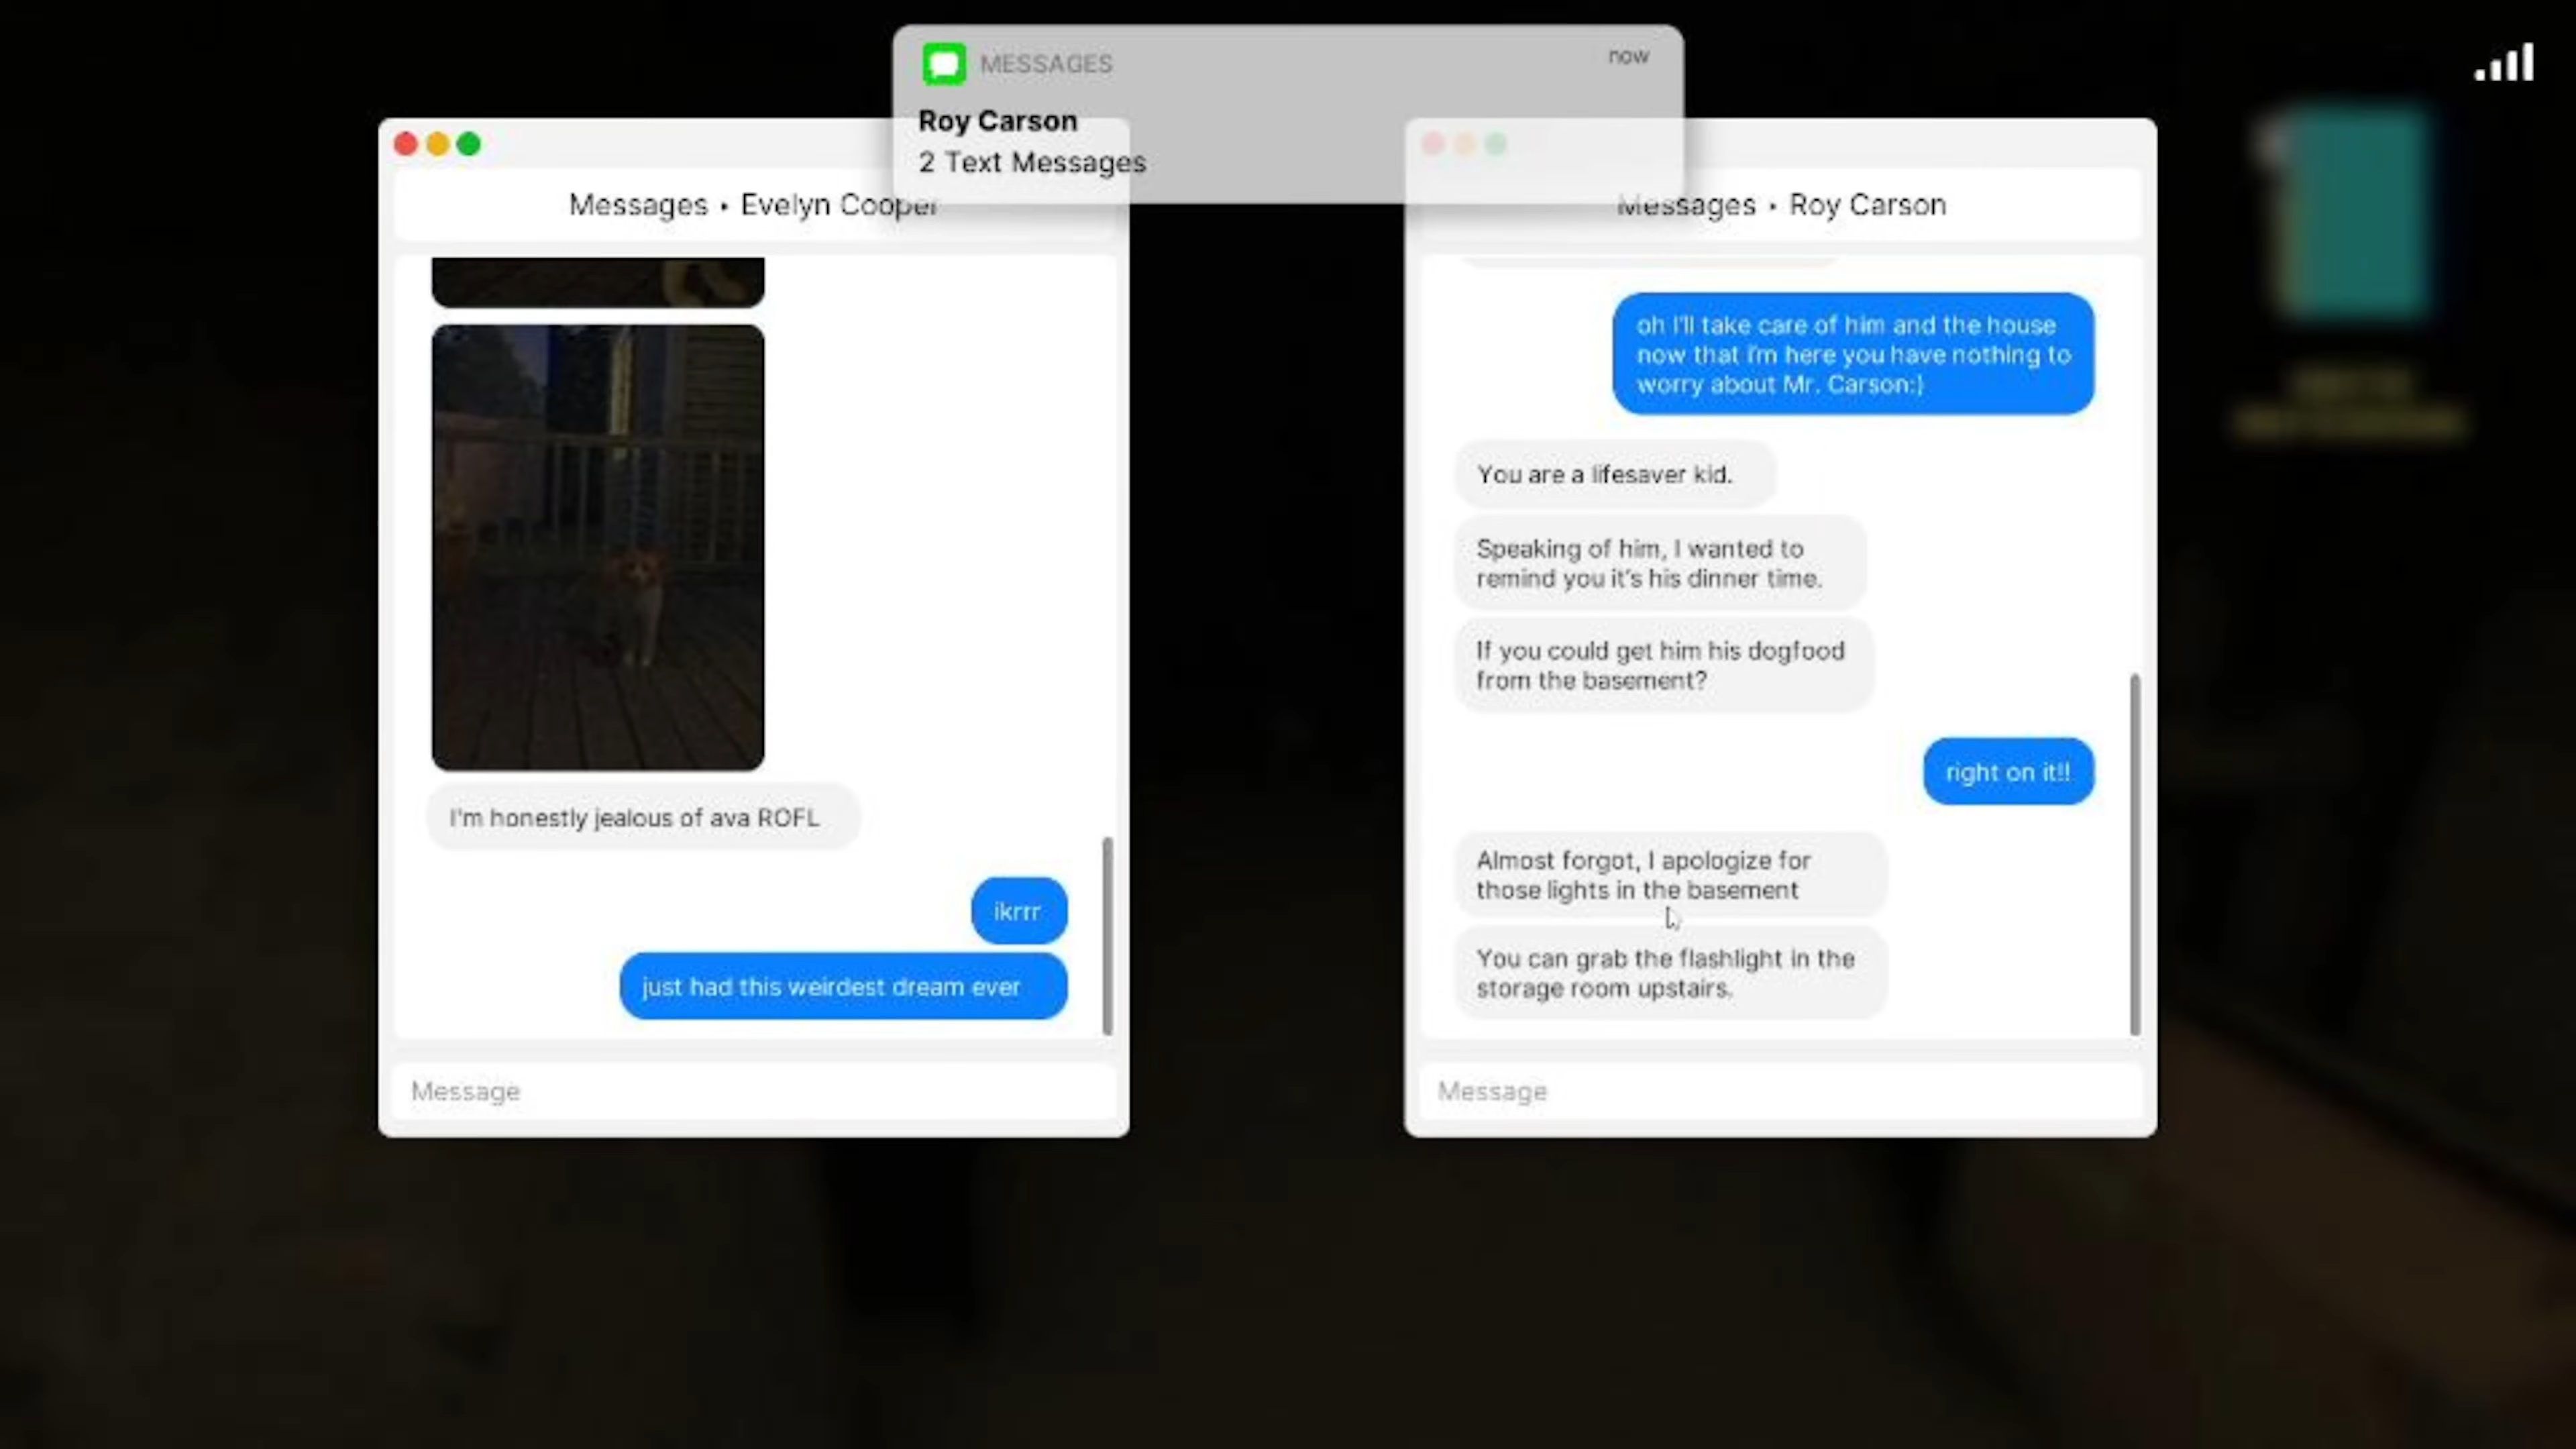 MESSAGES
now
Roy Carson
2 Text Messages
Messages • Evelyn Cooper
I'm honestly jealous of ava ROFL
ikrrr
just had this weirdest dream ever
Message
Messages • Roy Carson
oh I'll take care of him and the house
now that i'm here you have nothing to
worry about Mr. Carson:)
You are a lifesaver kid.
Speaking of him, I wanted to
remind you it's his dinner time.
If you could get him his dogfood
from the basement?
right on it!!
Almost forgot, I apologize for
those lights in the basement
You can grab the flashlight in the
storage room upstairs.
Message